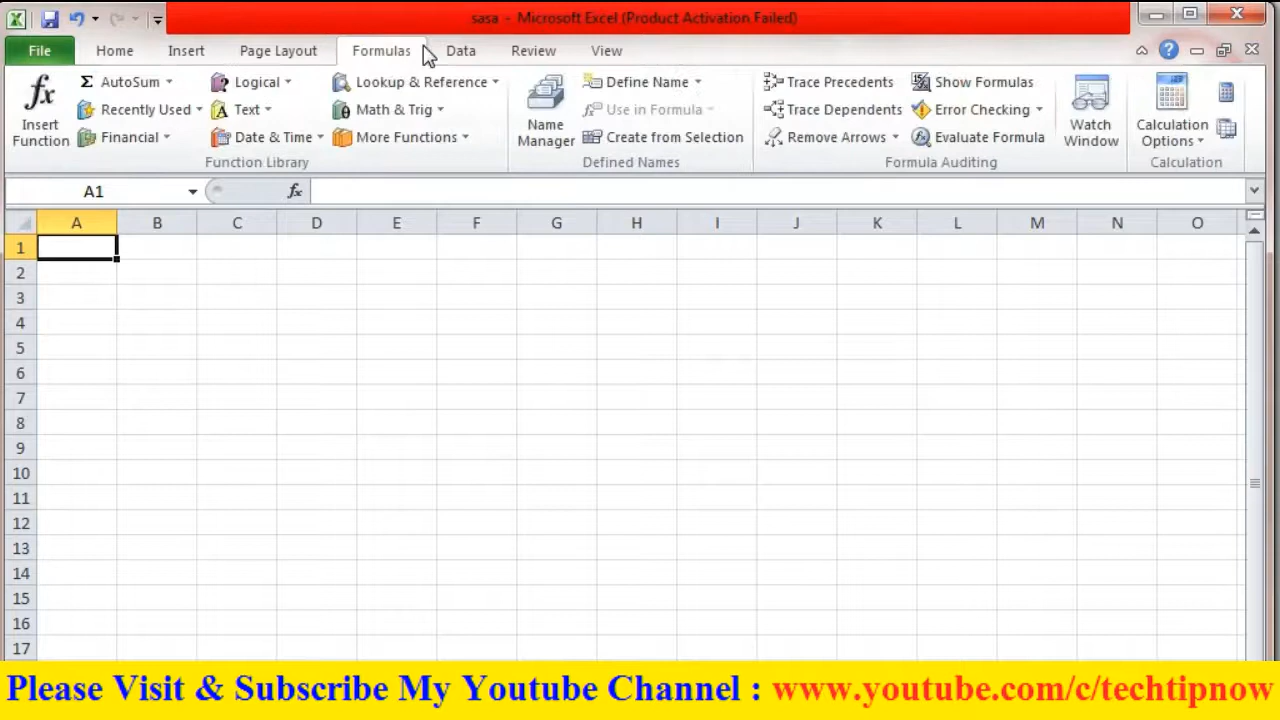 sasa - Microsoft Excel (Product Activation Failed)
File Home Insert Page Layout Formulas Data Review View
fx Insert Function
Σ AutoSum
Recently Used
Financial
Logical
Text
Date & Time
Lookup & Reference
Math & Trig
More Functions
Function Library
Name Manager
Define Name
Use in Formula
Create from Selection
Defined Names
Trace Precedents
Trace Dependents
Remove Arrows
Show Formulas
Error Checking
Evaluate Formula
Formula Auditing
Watch Window
Calculation Options
Calculation
A1 fx
A B C D E F G H I J K L M N O
1
2
3
4
5
6
7
8
9
10
11
12
13
14
15
16
17
Please Visit & Subscribe My Youtube Channel : www.youtube.com/c/techtipnow